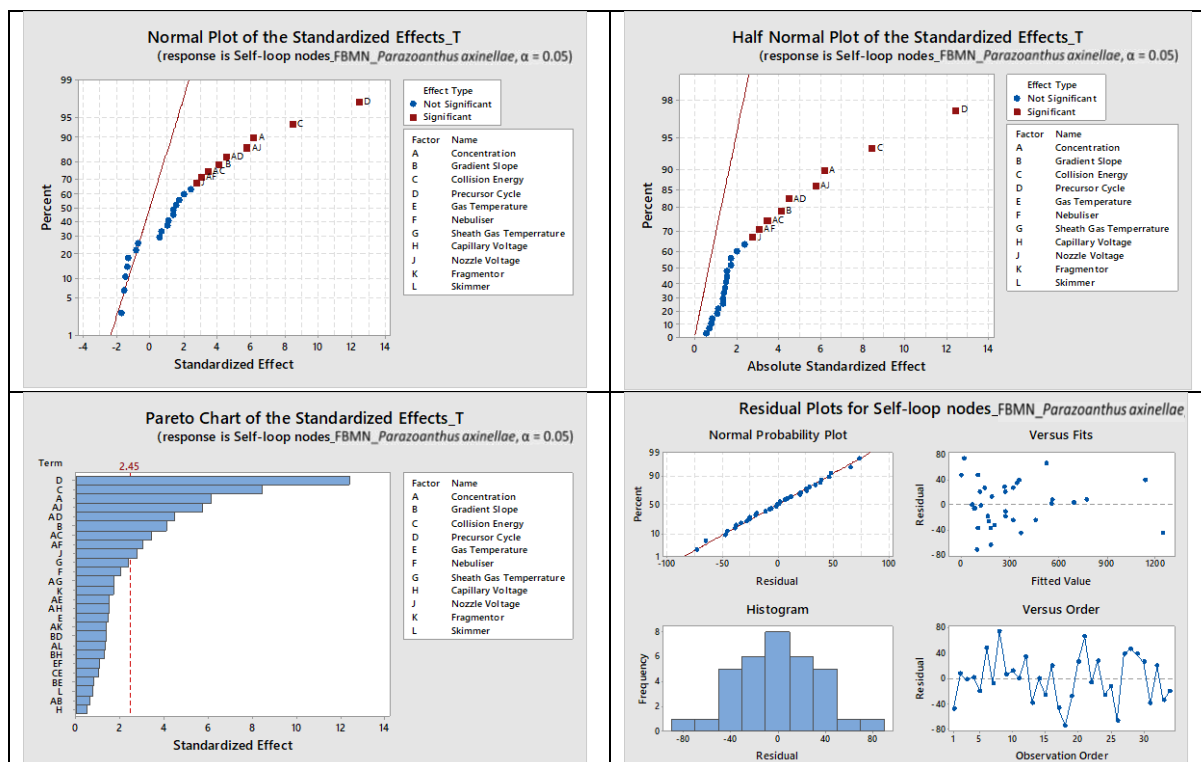 Normal Plot of the Standardized Effects_T
(response is Self-loop nodes_FBMN_Parazoanthus axinellae, α = 0.05)
99
95
90
80
70
60
50
40
30
20
10
5
1
Percent
-4 -2 0 2 4 6 8 10 12 14
Standardized Effect
D
C
A
AJ
AD
B
AC
AF
J
Effect Type
Not Significant
Significant
Factor Name
A Concentration
B Gradient Slope
C Collision Energy
D Precursor Cycle
E Gas Temperature
F Nebuliser
G Sheath Gas Temperrature
H Capillary Voltage
J Nozzle Voltage
K Fragmentor
L Skimmer
Half Normal Plot of the Standardized Effects_T
(response is Self-loop nodes_FBMN_Parazoanthus axinellae, α = 0.05)
98
95
90
85
80
70
60
50
40
30
20
10
0
Percent
0 2 4 6 8 10 12 14
Absolute Standardized Effect
D
C
A
AJ
AD
B
AC
AF
J
Effect Type
Not Significant
Significant
Factor Name
A Concentration
B Gradient Slope
C Collision Energy
D Precursor Cycle
E Gas Temperature
F Nebuliser
G Sheath Gas Temperrature
H Capillary Voltage
J Nozzle Voltage
K Fragmentor
L Skimmer
Pareto Chart of the Standardized Effects_T
(response is Self-loop nodes_FBMN_Parazoanthus axinellae, α = 0.05)
Term
2.45
D
C
A
AJ
AD
B
AC
AF
J
G
F
AG
K
AE
AH
E
AK
BD
AL
BH
EF
CE
BE
L
AB
H
0 2 4 6 8 10 12 14
Standardized Effect
Factor Name
A Concentration
B Gradient Slope
C Collision Energy
D Precursor Cycle
E Gas Temperature
F Nebuliser
G Sheath Gas Temperrature
H Capillary Voltage
J Nozzle Voltage
K Fragmentor
L Skimmer
Residual Plots for Self-loop nodes_FBMN_Parazoanthus axinellae,
Normal Probability Plot
99
90
50
10
1
Percent
-100 -50 0 50 100
Residual
Versus Fits
80
40
0
-40
-80
Residual
0 300 600 900 1200
Fitted Value
Histogram
8
6
4
2
0
Frequency
-80 -40 0 40 80
Residual
Versus Order
80
40
0
-40
-80
Residual
1 5 10 15 20 25 30
Observation Order